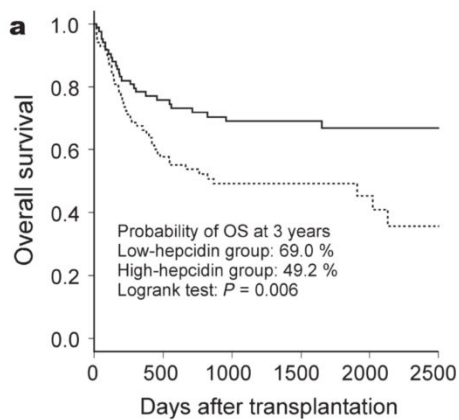 a
Overall survival
1.0
0.8
0.6
0.4
0.2
0.0
Probability of OS at 3 years
Low-hepcidin group: 69.0 %
High-hepcidin group: 49.2 %
Logrank test: P = 0.006
0 500 1000 1500 2000 2500
Days after transplantation